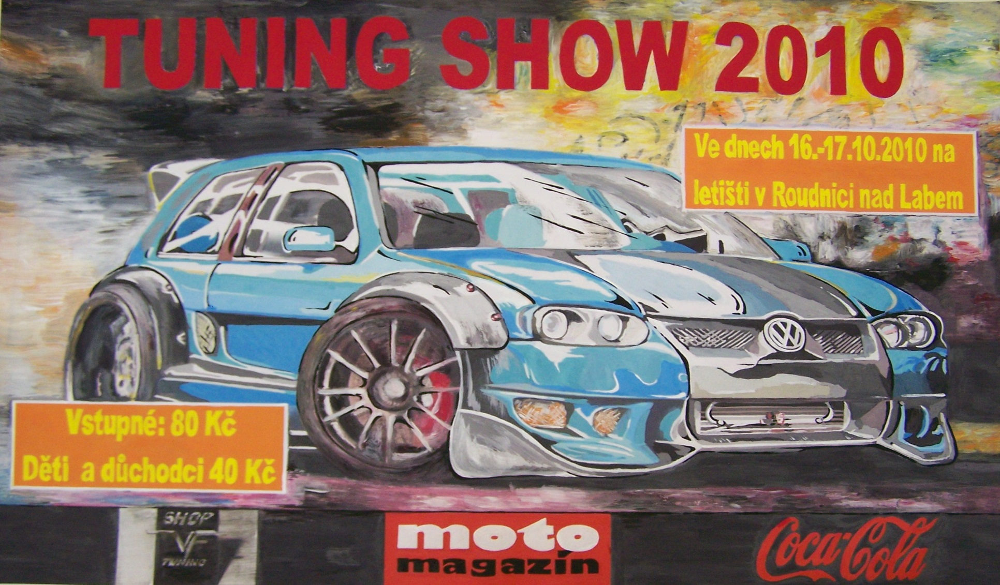 TUNING SHOW 2010
Ve dnech 16.-17.10.2010 na
letišti v Roudnici nad Labem
Vstupné: 80 Kč
Děti a důchodci 40 Kč
SHOP
VF
TUNING
moto
magazín
Coca-Cola